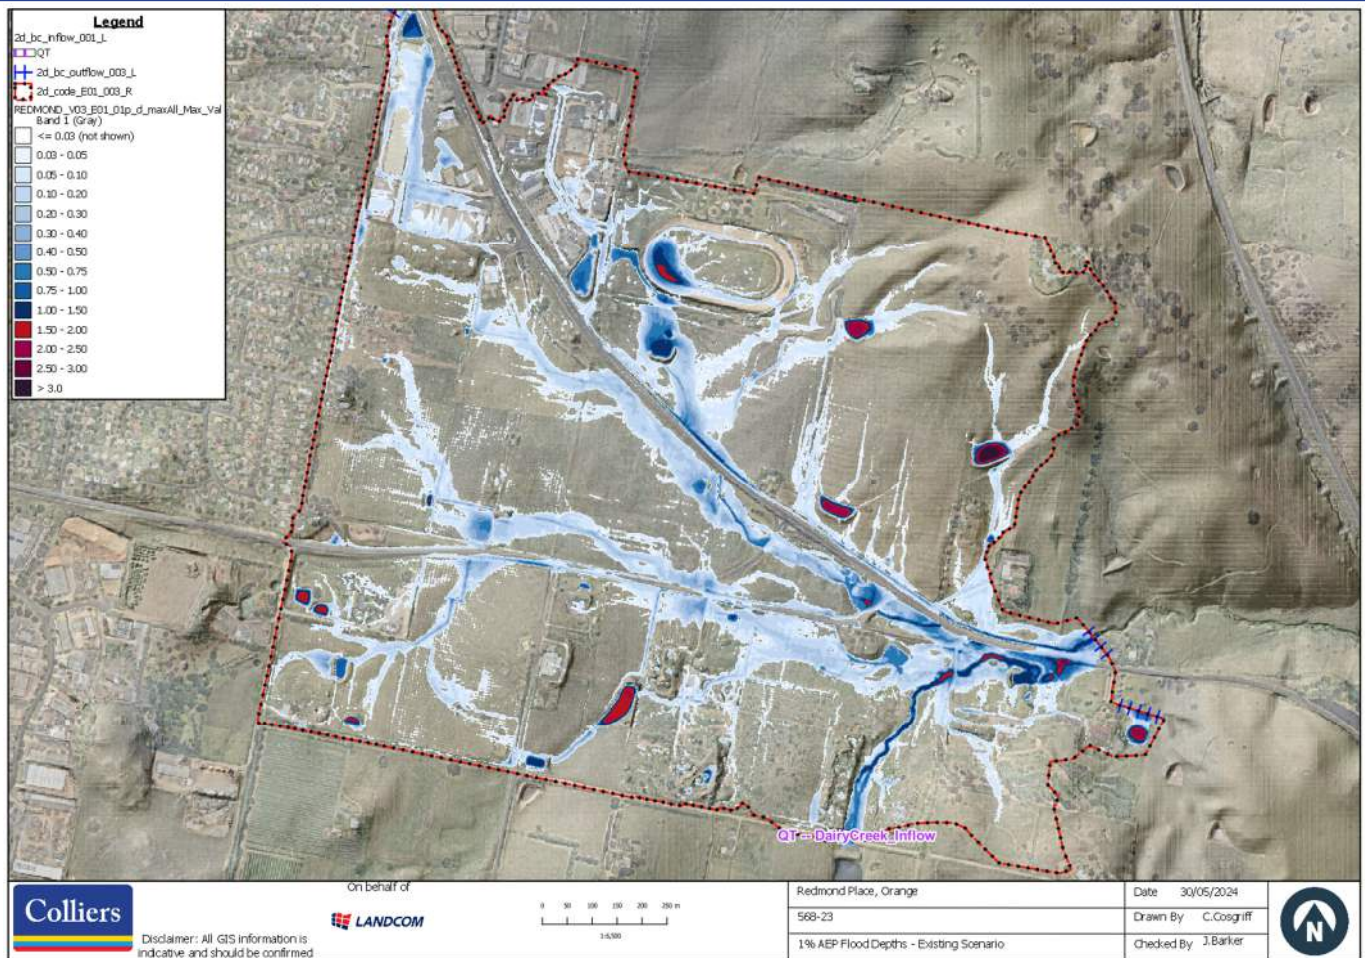 Legend
2d_bc_inflow_001_L
QT
2d_bc_outflow_003_L
2d_code_E01_003_R
REDMOND_V03_E01_01p_d_maxAll_Max_Val
Band 1 (Gray)
<= 0.03 (not shown)
0.03 - 0.05
0.05 - 0.10
0.10 - 0.20
0.20 - 0.30
0.30 - 0.40
0.40 - 0.50
0.50 - 0.75
0.75 - 1.00
1.00 - 1.50
1.50 - 2.00
2.00 - 2.50
2.50 - 3.00
> 3.0
QT -- DairyCreek_Inflow
Colliers
Disclaimer: All GIS information is
indicative and should be confirmed
On behalf of
LANDCOM
0 50 100 150 200 250 m
1:6,500
Redmond Place, Orange
568-23
1% AEP Flood Depths - Existing Scenario
Date 30/05/2024
Drawn By C.Cosgriff
Checked By J.Barker
N